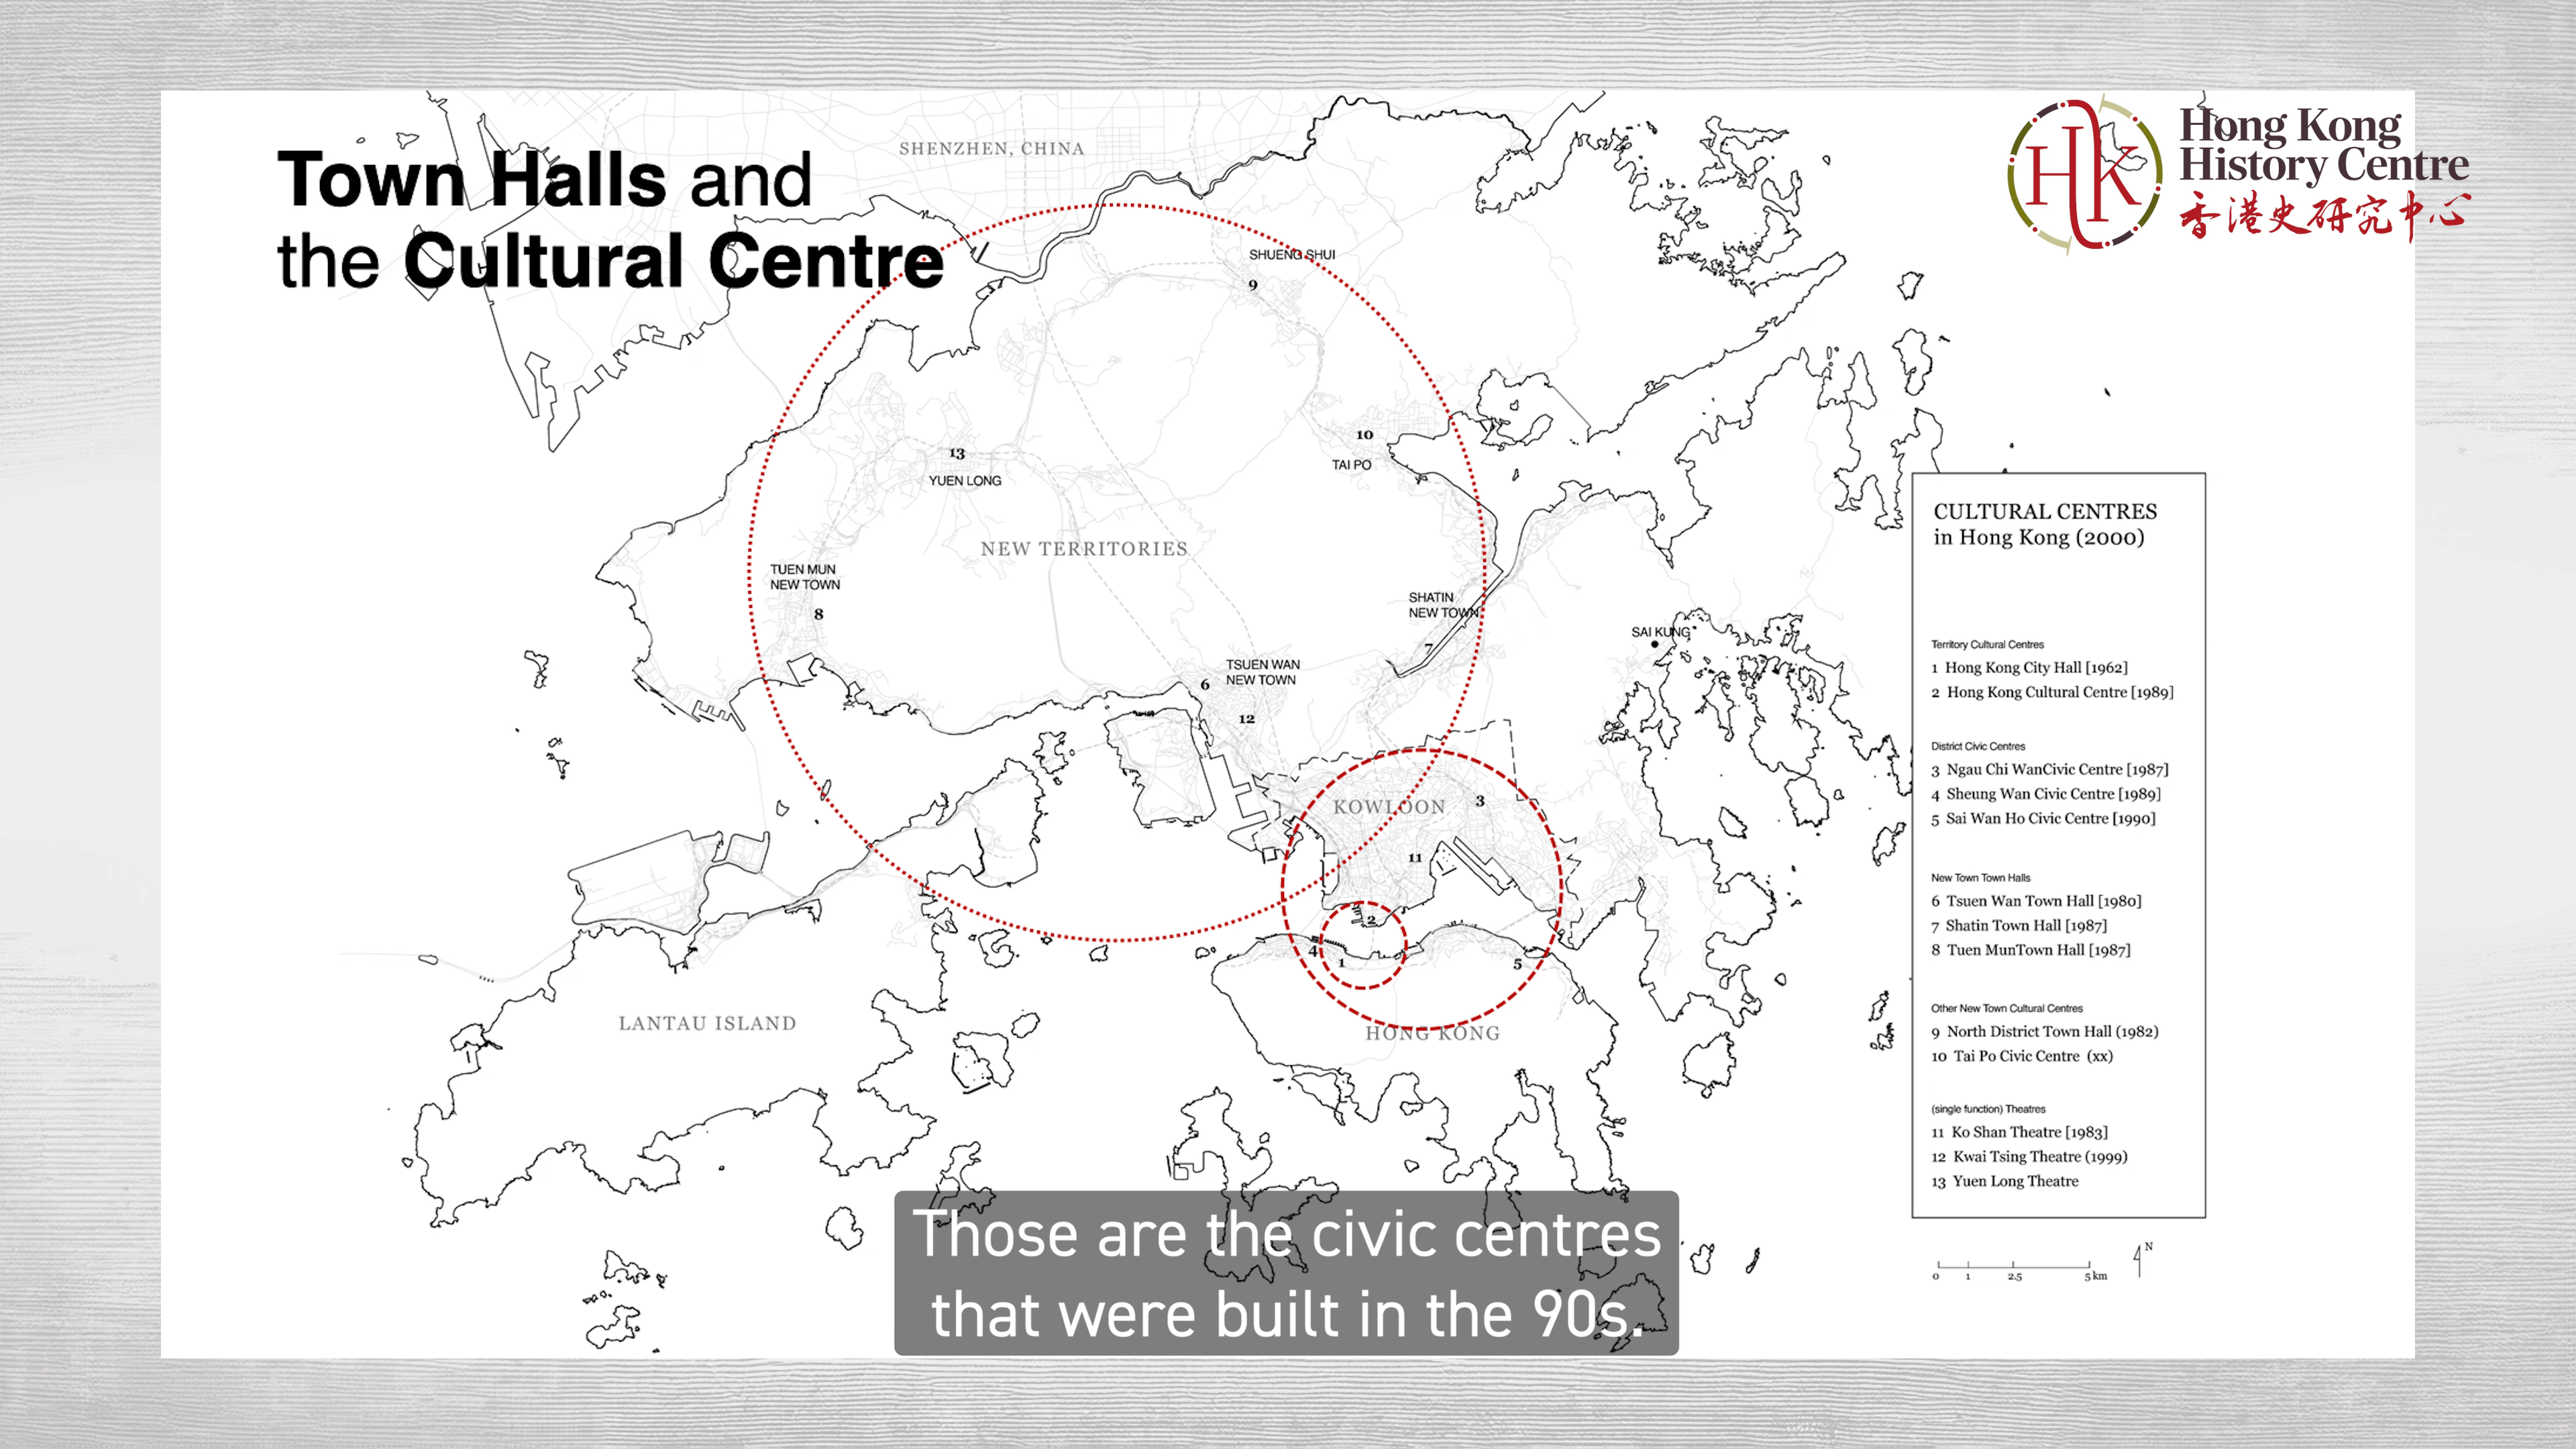 Town Halls and
the Cultural Centre
Hong Kong
History Centre
香港史研究中心
HK
SHENZHEN, CHINA
SHUENG SHUI
9
10
TAI PO
13
YUEN LONG
NEW TERRITORIES
TUEN MUN
NEW TOWN
8
SHATIN
NEW TOWN
7
SAI KUNG
TSUEN WAN
NEW TOWN
6
12
KOWLOON
3
11
2
4
1
5
HONG KONG
LANTAU ISLAND
CULTURAL CENTRES
in Hong Kong (2000)
Territory Cultural Centres
1 Hong Kong City Hall [1962]
2 Hong Kong Cultural Centre [1989]
District Civic Centres
3 Ngau Chi WanCivic Centre [1987]
4 Sheung Wan Civic Centre [1989]
5 Sai Wan Ho Civic Centre [1990]
New Town Town Halls
6 Tsuen Wan Town Hall [1980]
7 Shatin Town Hall [1987]
8 Tuen MunTown Hall [1987]
Other New Town Cultural Centres
9 North District Town Hall (1982)
10 Tai Po Civic Centre (xx)
(single function) Theatres
11 Ko Shan Theatre [1983]
12 Kwai Tsing Theatre (1999)
13 Yuen Long Theatre
N
0 1 2.5 5 km
Those are the civic centres
that were built in the 90s.